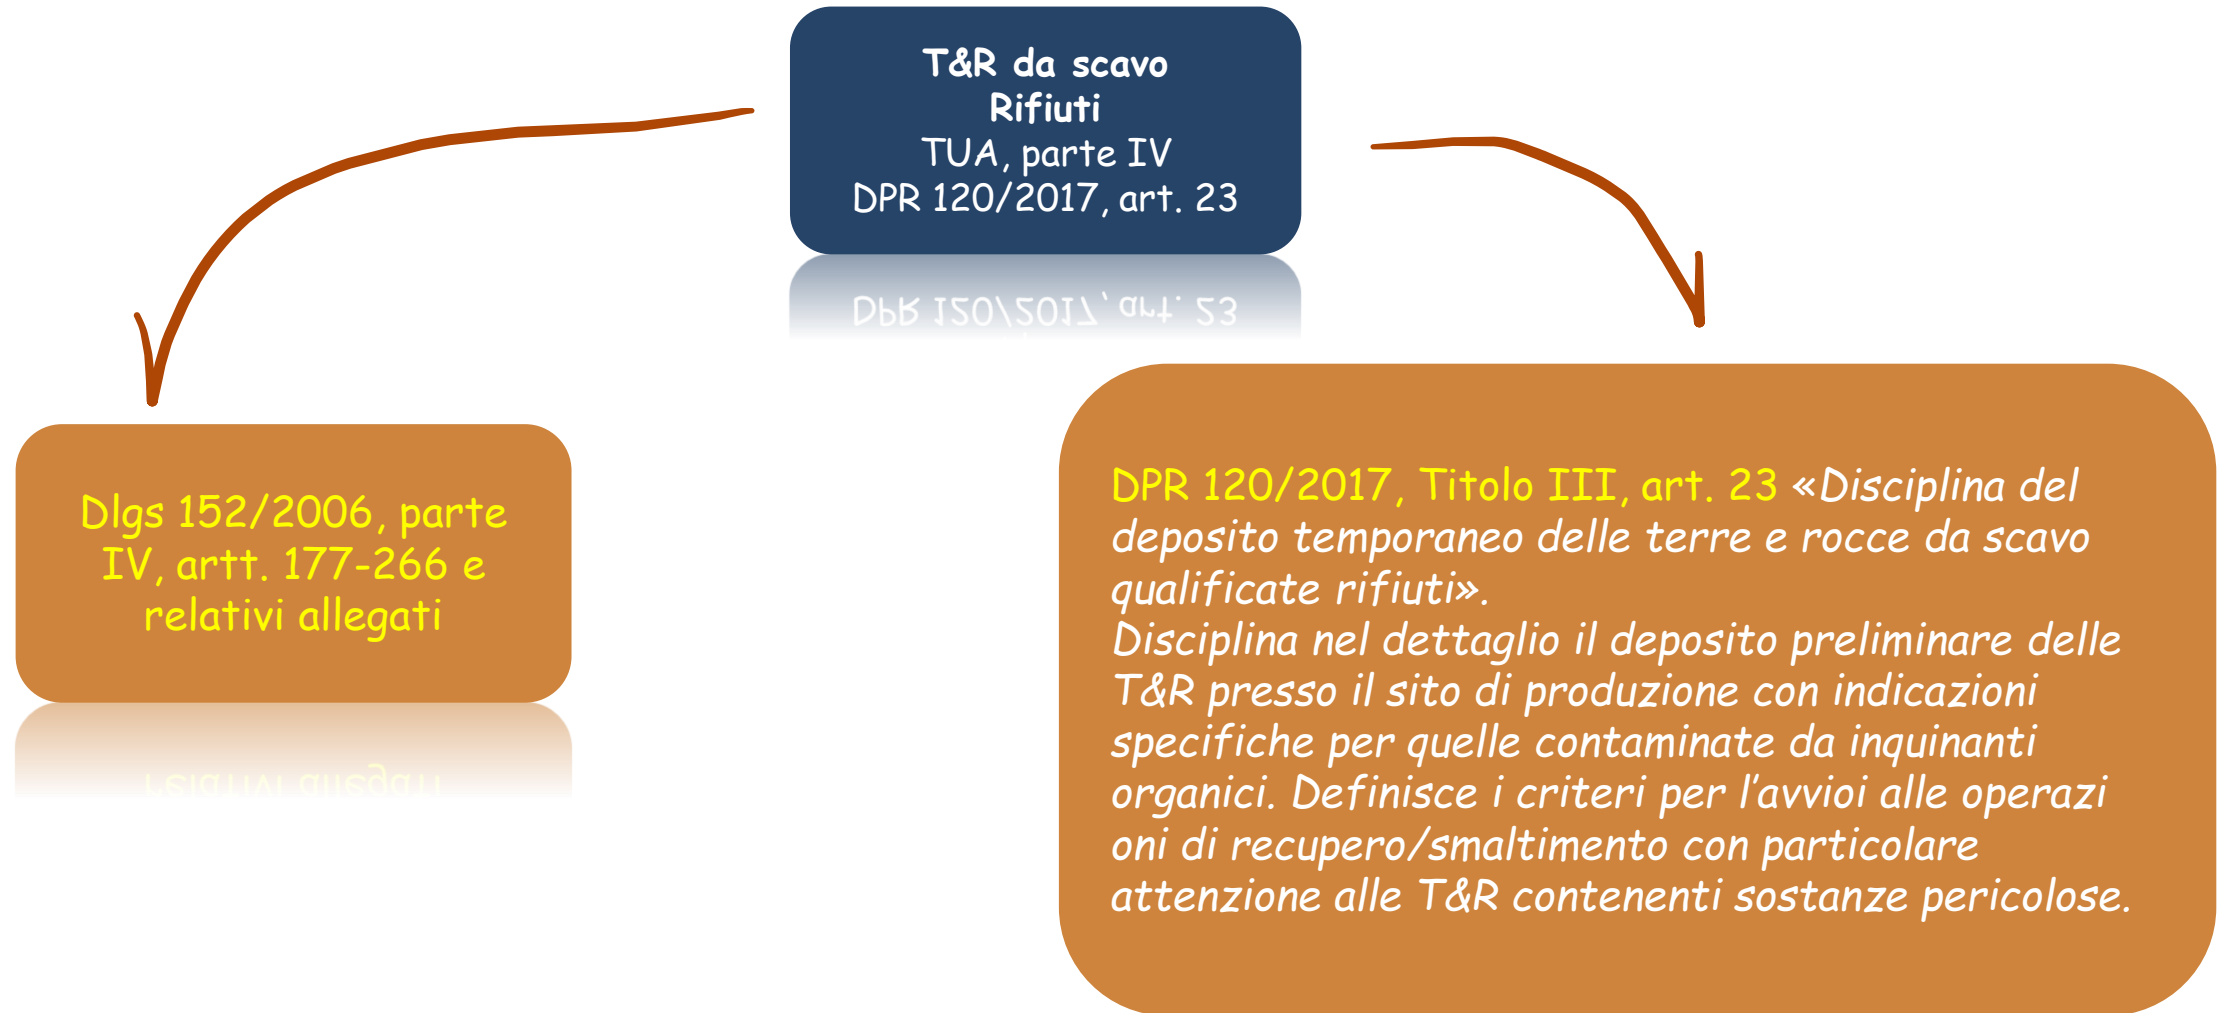 T&R da scavo
Rifiuti
TUA, parte IV
DPR 120/2017, art. 23
Dlgs 152/2006, parte
IV, artt. 177-266 e
relativi allegati
DPR 120/2017, Titolo III, art. 23 «Disciplina del
deposito temporaneo delle terre e rocce da scavo
qualificate rifiuti».
Disciplina nel dettaglio il deposito preliminare delle
T&R presso il sito di produzione con indicazioni
specifiche per quelle contaminate da inquinanti
organici. Definisce i criteri per l’avvioi alle operazi
oni di recupero/smaltimento con particolare
attenzione alle T&R contenenti sostanze pericolose.